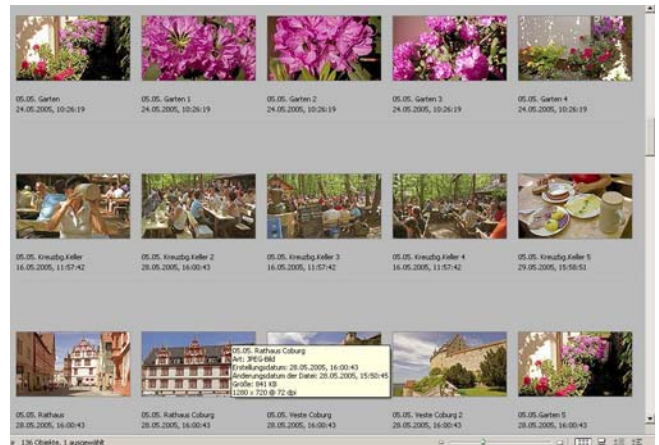 05.05. Garten
24.05.2005, 10:26:19
05.05. Garten 1
24.05.2005, 10:26:19
05.05. Garten 2
24.05.2005, 10:26:19
05.05. Garten 3
24.05.2005, 10:26:19
05.05. Garten 4
24.05.2005, 10:26:19
05.05. Kreuzbg.Keller
16.05.2005, 11:57:42
05.05. Kreuzbg.Keller 2
28.05.2005, 16:00:43
05.05. Kreuzbg.Keller 3
16.05.2005, 11:57:42
05.05. Kreuzbg.Keller 4
16.05.2005, 11:57:42
05.05. Kreuzbg.Keller 5
29.05.2005, 15:58:51
05.05. Rathaus Coburg
Art: JPEG-Bild
Erstellungsdatum: 28.05.2005, 16:00:43
Änderungsdatum der Datei: 28.05.2005, 15:50:45
Größe: 841 KB
1280 x 720 @ 72 dpi
05.05. Rathaus
28.05.2005, 16:00:43
05.05. Rathaus Coburg
28.05.2005, 16:00:43
05.05. Veste Coburg
28.05.2005, 16:00:43
05.05. Veste Coburg 2
28.05.2005, 16:00:43
05.05.Garten 5
28.05.2005, 16:00:43
136 Objekte, 1 ausgewählt